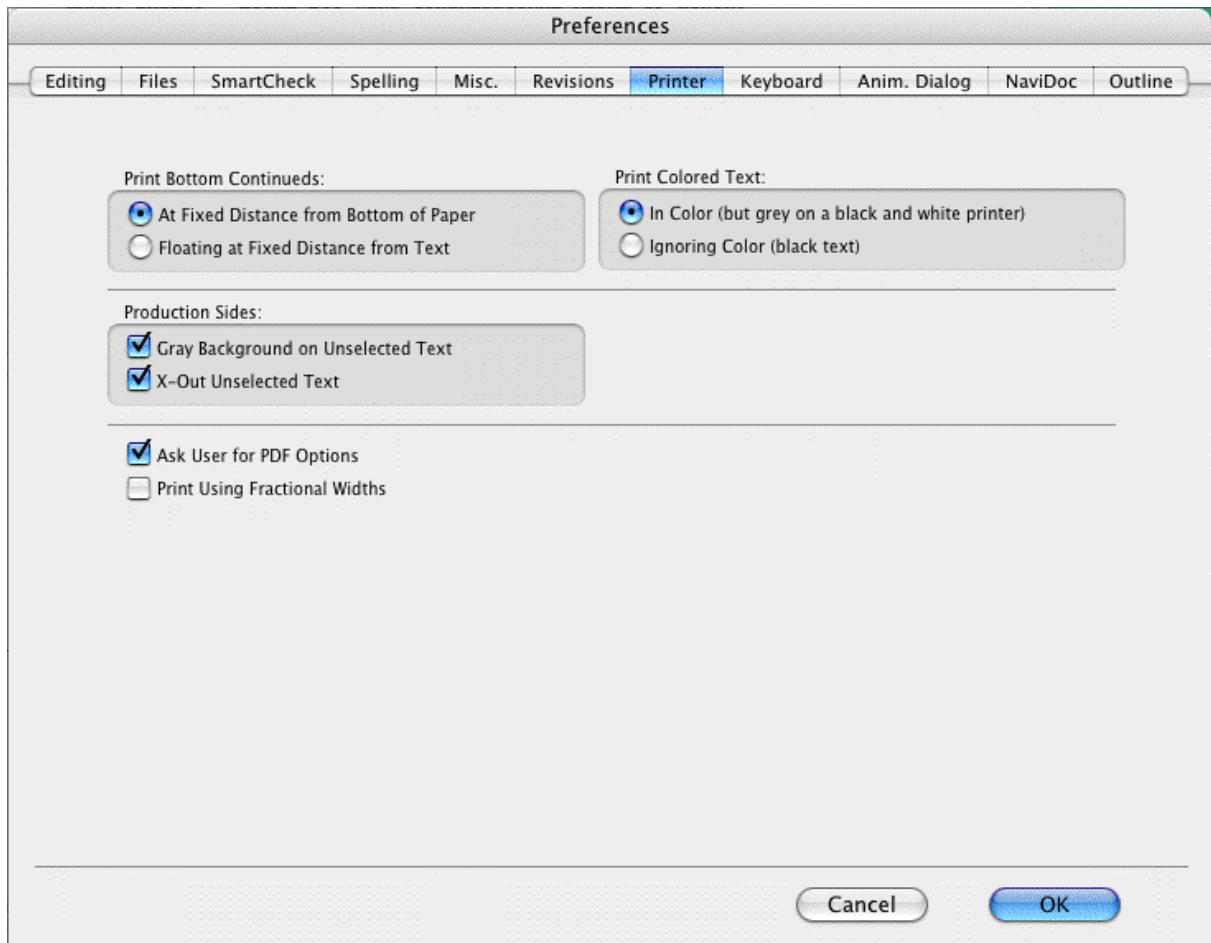 Preferences
Editing Files SmartCheck Spelling Misc. Revisions Printer Keyboard Anim. Dialog NaviDoc Outline
Print Bottom Continueds:
At Fixed Distance from Bottom of Paper
Floating at Fixed Distance from Text
Print Colored Text:
In Color (but grey on a black and white printer)
Ignoring Color (black text)
Production Sides:
Gray Background on Unselected Text
X-Out Unselected Text
Ask User for PDF Options
Print Using Fractional Widths
Cancel OK